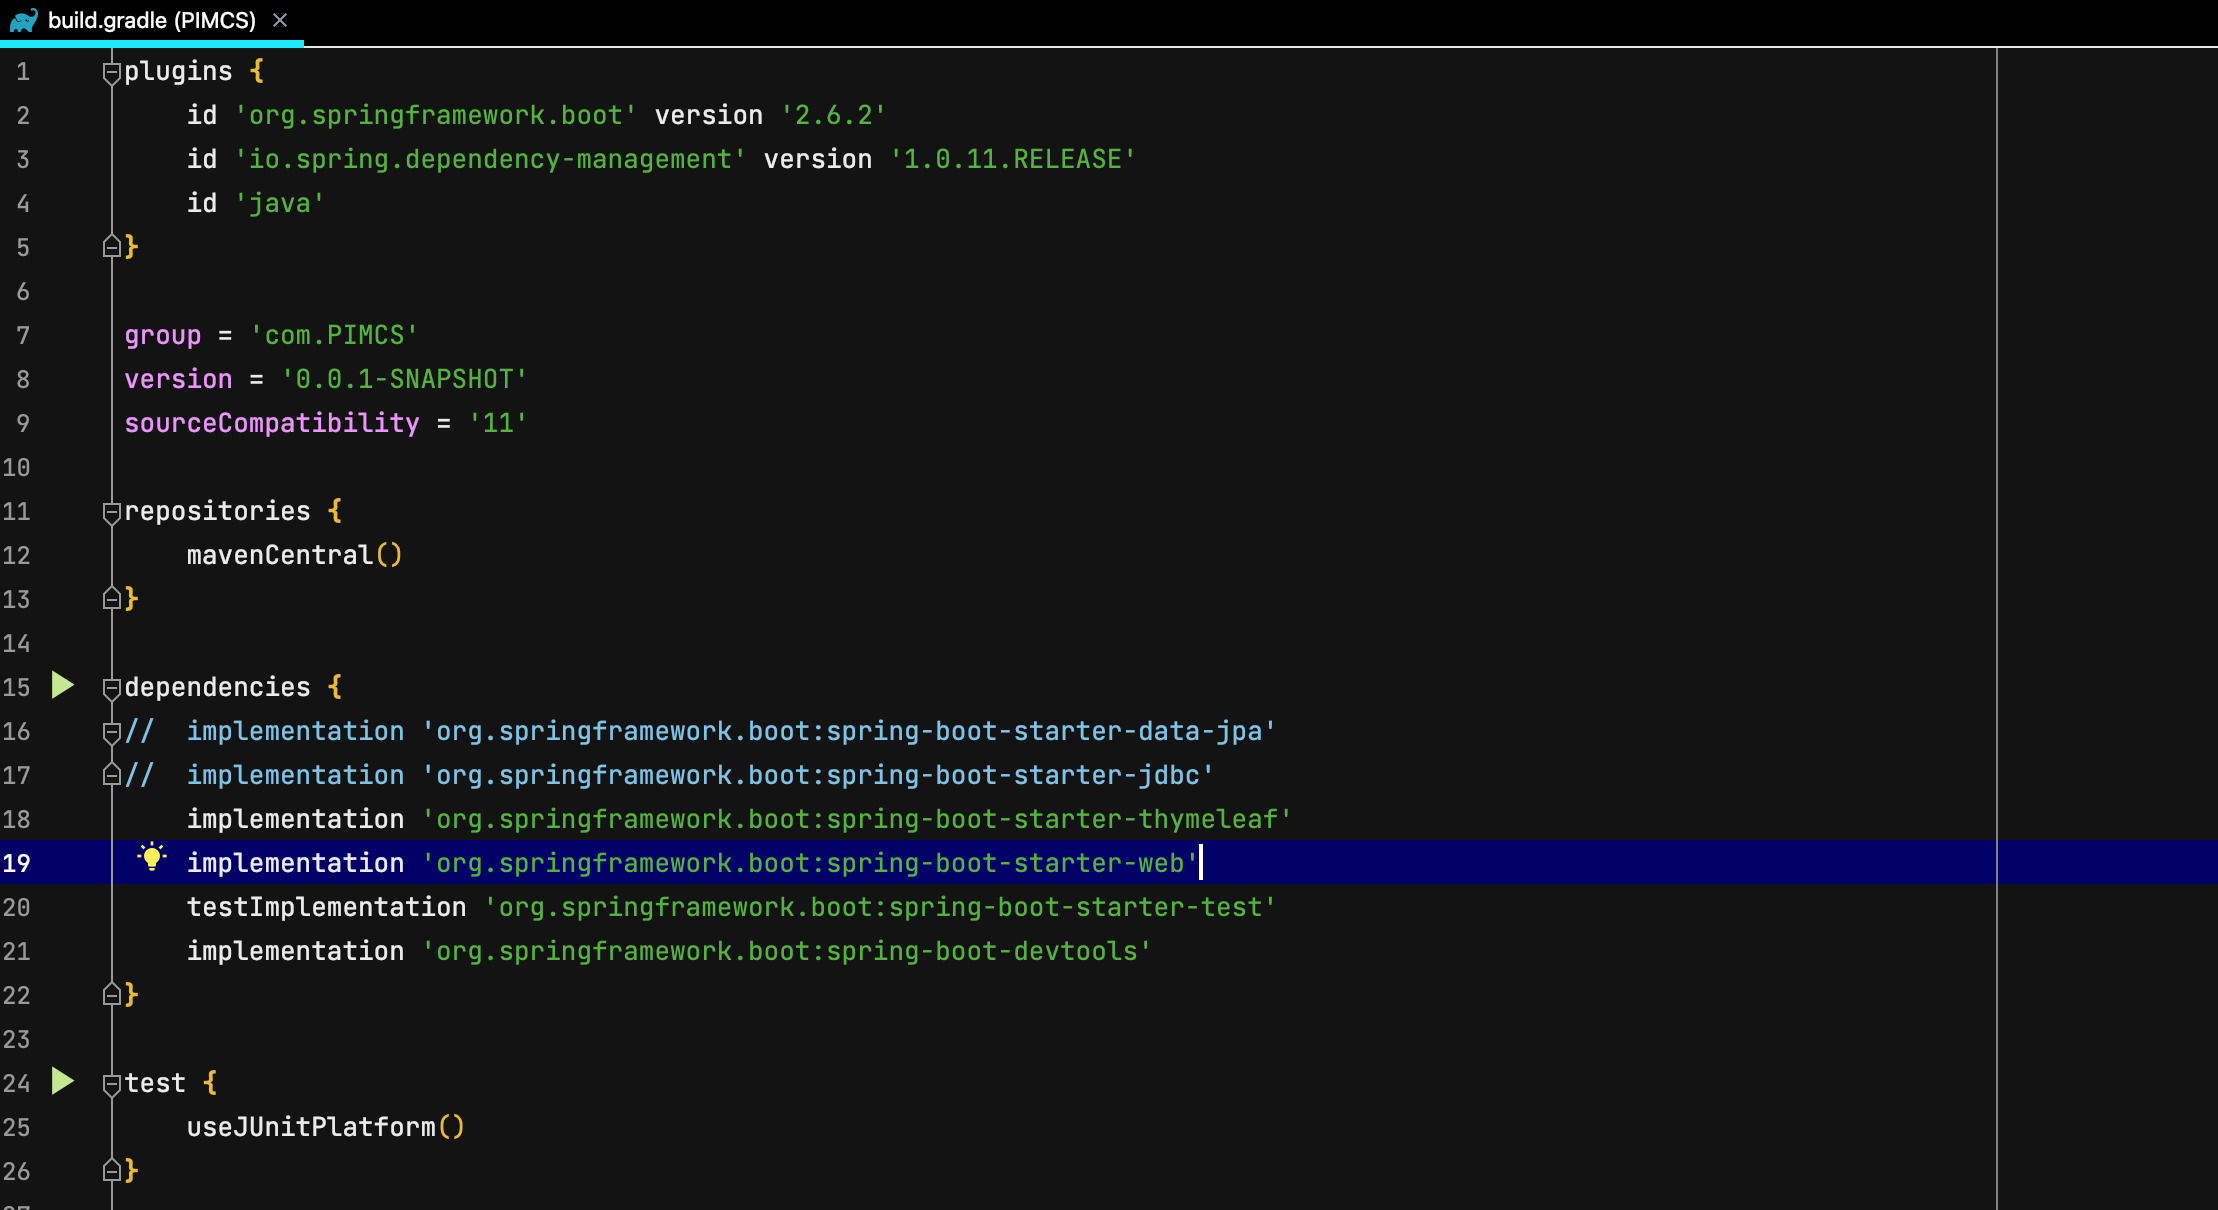 build.gradle (PIMCS)
1 plugins {
2 id 'org.springframework.boot' version '2.6.2'
3 id 'io.spring.dependency-management' version '1.0.11.RELEASE'
4 id 'java'
5 }
6
7 group = 'com.PIMCS'
8 version = '0.0.1-SNAPSHOT'
9 sourceCompatibility = '11'
10
11 repositories {
12 mavenCentral()
13 }
14
15 dependencies {
16 // implementation 'org.springframework.boot:spring-boot-starter-data-jpa'
17 // implementation 'org.springframework.boot:spring-boot-starter-jdbc'
18 implementation 'org.springframework.boot:spring-boot-starter-thymeleaf'
19 implementation 'org.springframework.boot:spring-boot-starter-web'
20 testImplementation 'org.springframework.boot:spring-boot-starter-test'
21 implementation 'org.springframework.boot:spring-boot-devtools'
22 }
23
24 test {
25 useJUnitPlatform()
26 }